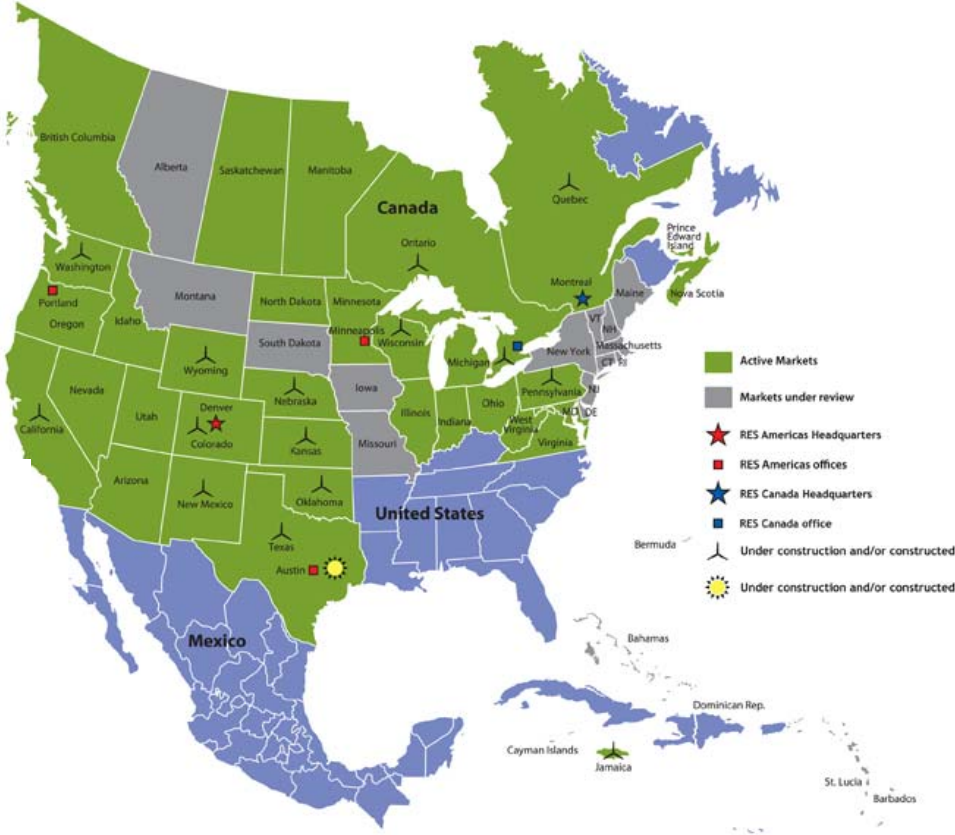 British Columbia
Alberta
Saskatchewan
Manitoba
Canada
Ontario
Quebec
Prince
Edward
Island
Nova Scotia
Montreal
Maine
VT
NH
Massachusetts
CT
RI
New York
NJ
MD
DE
Washington
Portland
Oregon
Idaho
Montana
North Dakota
Minnesota
Minneapolis
Wisconsin
Michigan
South Dakota
Wyoming
Nebraska
Iowa
Pennsylvania
Nevada
California
Utah
Denver
Colorado
Kansas
Missouri
Illinois
Indiana
Ohio
West
Virginia
Virginia
Arizona
New Mexico
Oklahoma
United States
Texas
Austin
Mexico
Bermuda
Bahamas
Dominican Rep.
Cayman Islands
Jamaica
St. Lucia
Barbados
Active Markets
Markets under review
RES Americas Headquarters
RES Americas offices
RES Canada Headquarters
RES Canada office
Under construction and/or constructed
Under construction and/or constructed